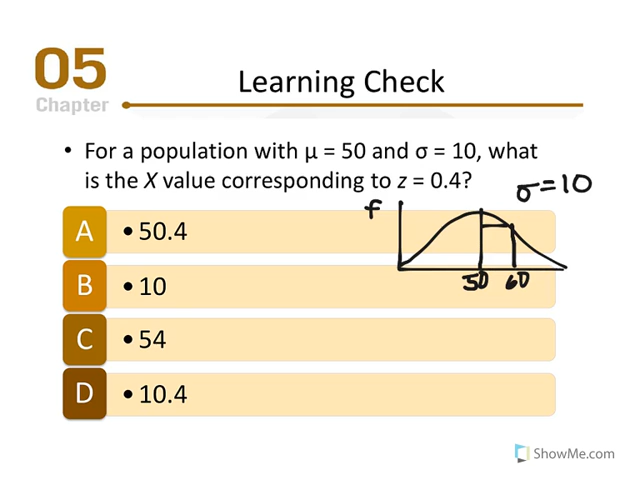 05
Chapter
Learning Check
• For a population with μ = 50 and σ = 10, what
is the X value corresponding to z = 0.4?
σ=10
f
A
• 50.4
50 60
B
• 10
C
• 54
D
• 10.4
ShowMe.com